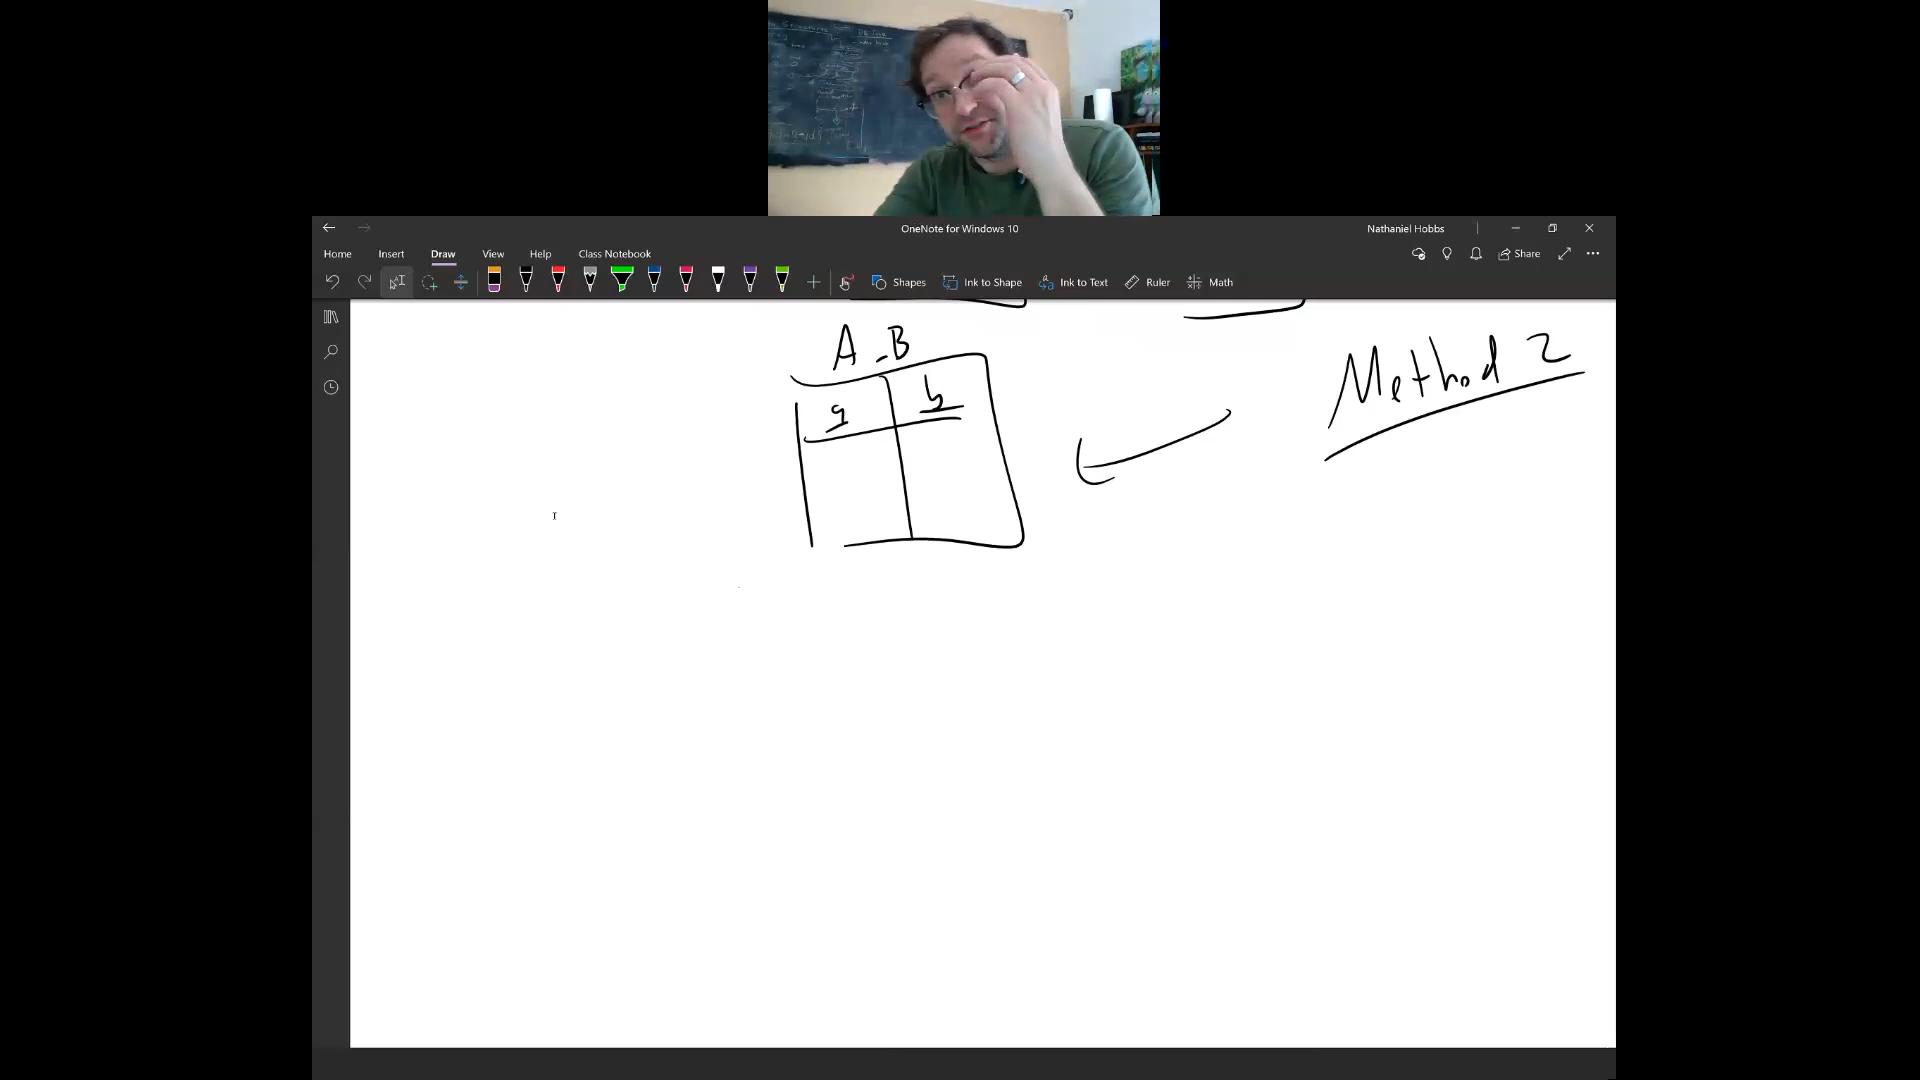 OneNote for Windows 10
Nathaniel Hobbs
Home Insert Draw View Help Class Notebook
Share
Shapes Ink to Shape Ink to Text Ruler Math
A_B
Method 2
a b